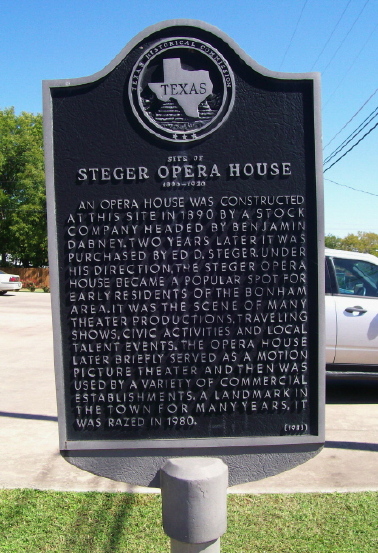 TEXAS HISTORICAL COMMISSION
TEXAS
SITE OF
STEGER OPERA HOUSE
AN OPERA HOUSE WAS CONSTRUCTED
AT THIS SITE IN 1890 BY A STOCK
COMPANY HEADED BY BENJAMIN
DABNEY. TWO YEARS LATER IT WAS
PURCHASED BY ED D. STEGER. UNDER
HIS DIRECTION, THE STEGER OPERA
HOUSE BECAME A POPULAR SPOT FOR
EARLY RESIDENTS OF THE BONHAM
AREA. IT WAS THE SCENE OF MANY
THEATER PRODUCTIONS, TRAVELING
SHOWS, CIVIC ACTIVITIES AND LOCAL
TALENT EVENTS. THE OPERA HOUSE
LATER BRIEFLY SERVED AS A MOTION
PICTURE THEATER AND THEN WAS
USED BY A VARIETY OF COMMERCIAL
ESTABLISHMENTS. A LANDMARK IN
THE TOWN FOR MANY YEARS, IT
WAS RAZED IN 1980.